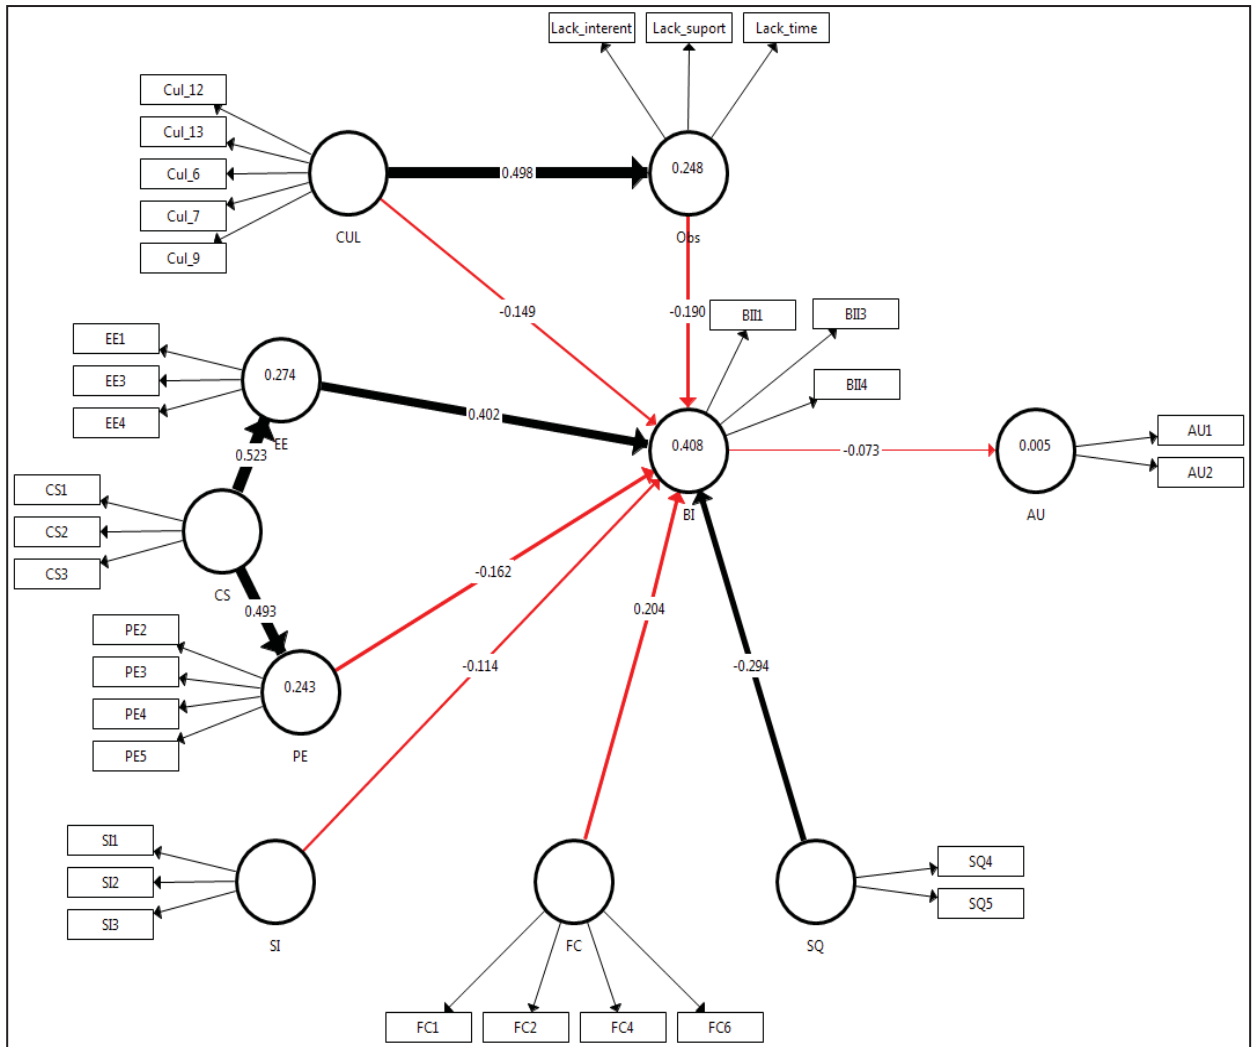 Lack_interent Lack_suport Lack_time
Cul_12
Cul_13
Cul_6
Cul_7
Cul_9
CUL
0.498
0.248
Obs
-0.149
-0.190
BII1
BII3
BII4
EE1
EE3
EE4
0.274
EE
0.402
0.408
BI
-0.073
0.005
AU
AU1
AU2
0.523
CS1
CS2
CS3
CS
0.493
-0.162
0.204
-0.114
-0.294
PE2
PE3
PE4
PE5
0.243
PE
SI1
SI2
SI3
SI
FC
SQ
SQ4
SQ5
FC1 FC2 FC4 FC6